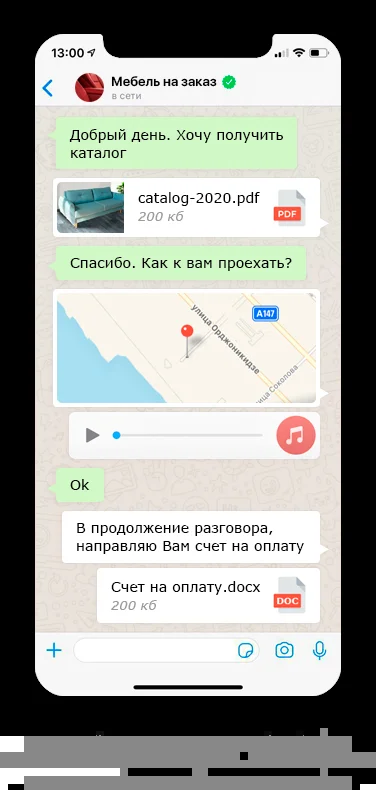 13:00
Мебель на заказ
в сети
Добрый день. Хочу получить
каталог
catalog-2020.pdf
200 кб
PDF
Спасибо. Как к вам проехать?
A147
улица Орджоникидзе
улица Соколова
Ok
В продолжение разговора,
направляю Вам счет на оплату
Счет на оплату.docx
200 кб
DOC